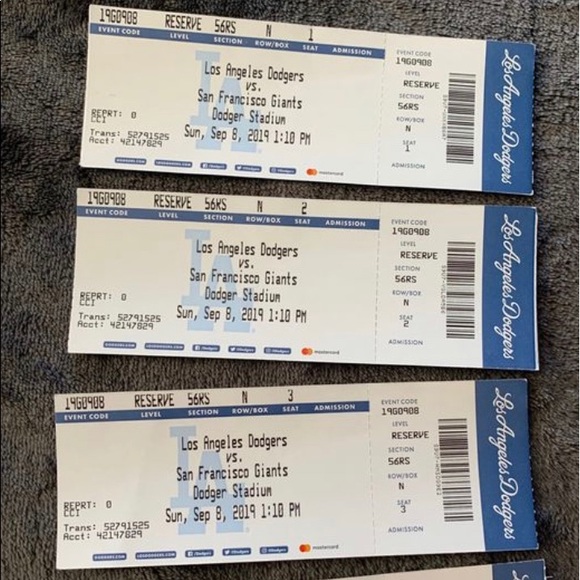 19G0908 RESERVE 56RS N 1
EVENT CODE LEVEL SECTION ROW/BOX SEAT ADMISSION
Los Angeles Dodgers
vs.
San Francisco Giants
Dodger Stadium
Sun, Sep 8, 2019 1:10 PM
REPRT: 0
CCI
Trans: 52791525
Acct: 42147829
mastercard
EVENT CODE
19G0908
LEVEL
RESERVE
SECTION
56RS
ROW/BOX
N
SEAT
1
ADMISSION
Los Angeles Dodgers
19G0908 RESERVE 56RS N 2
EVENT CODE LEVEL SECTION ROW/BOX SEAT ADMISSION
Los Angeles Dodgers
vs.
San Francisco Giants
Dodger Stadium
Sun, Sep 8, 2019 1:10 PM
REPRT: 0
CCI
Trans: 52791525
Acct: 42147829
mastercard
EVENT CODE
19G0908
LEVEL
RESERVE
SECTION
56RS
ROW/BOX
N
SEAT
2
ADMISSION
Los Angeles Dodgers
19G0908 RESERVE 56RS N 3
EVENT CODE LEVEL SECTION ROW/BOX SEAT ADMISSION
Los Angeles Dodgers
vs.
San Francisco Giants
Dodger Stadium
Sun, Sep 8, 2019 1:10 PM
REPRT: 0
CCI
Trans: 52791525
Acct: 42147829
mastercard
EVENT CODE
19G0908
LEVEL
RESERVE
SECTION
56RS
ROW/BOX
N
SEAT
3
ADMISSION
Los Angeles Dodgers